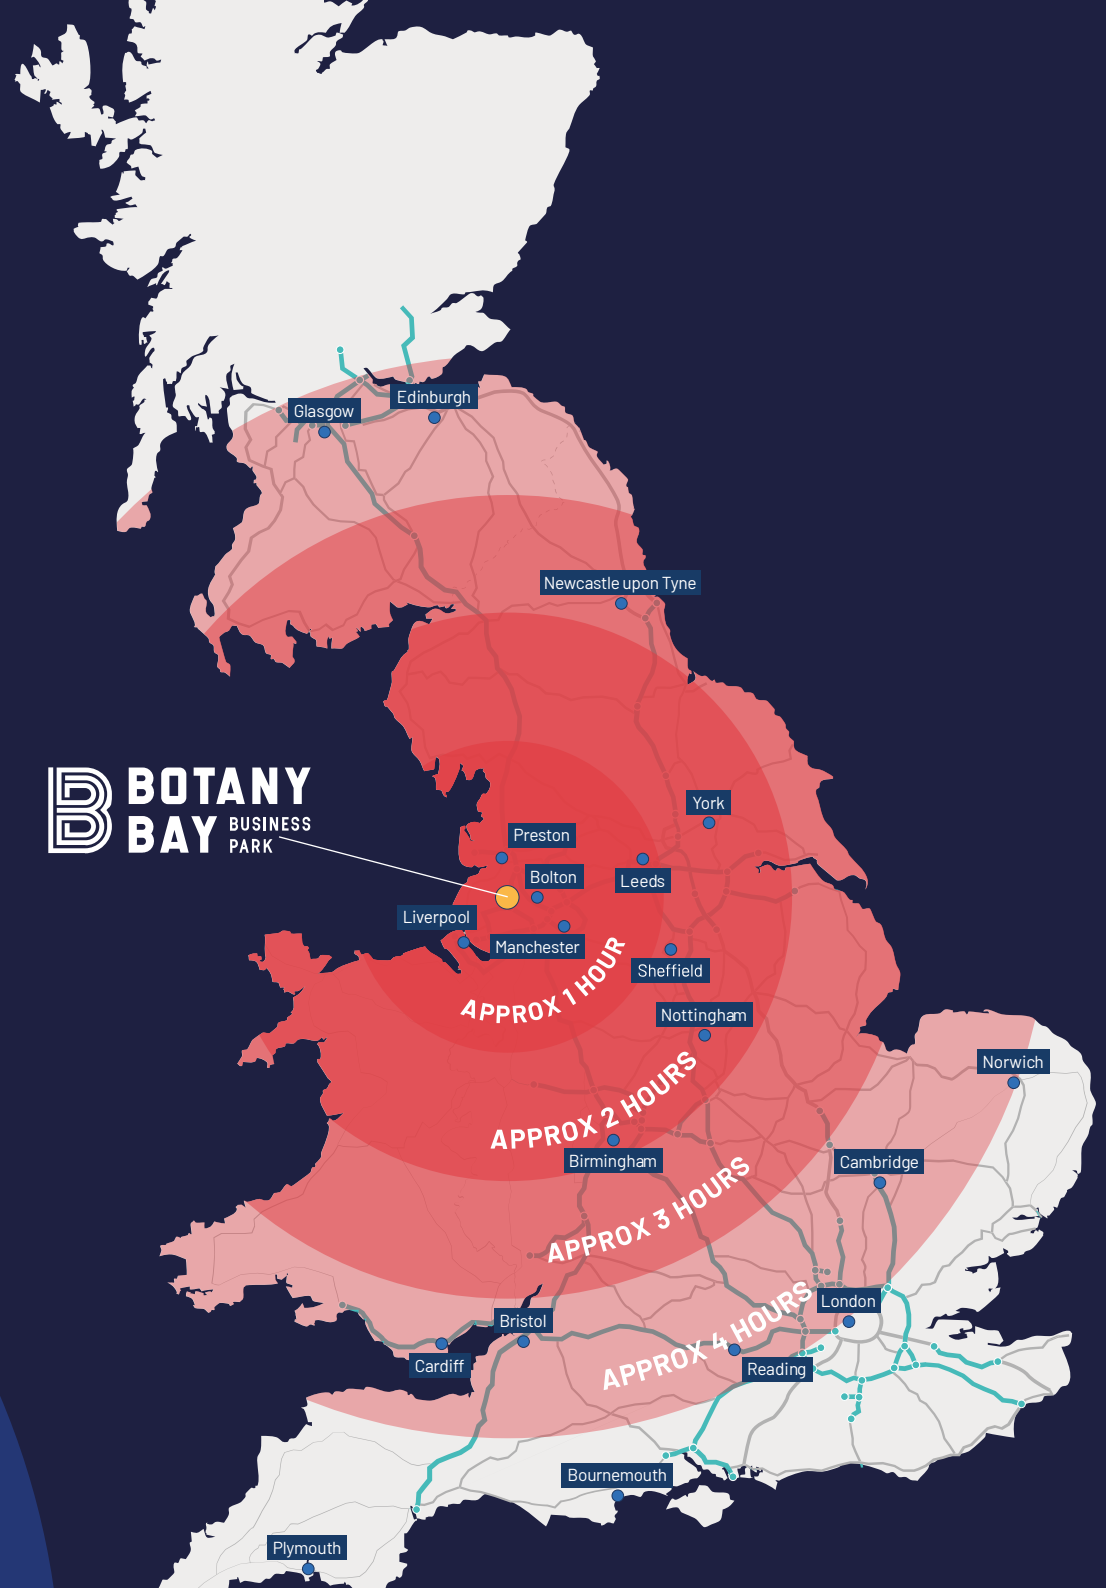 Edinburgh
Glasgow
Newcastle upon Tyne
BOTANY
BAY BUSINESS
PARK
York
Preston
Bolton
Leeds
Liverpool
Manchester
Sheffield
APPROX 1 HOUR
Nottingham
Norwich
APPROX 2 HOURS
Birmingham
Cambridge
APPROX 3 HOURS
London
Bristol
APPROX 4 HOURS
Cardiff
Reading
Bournemouth
Plymouth